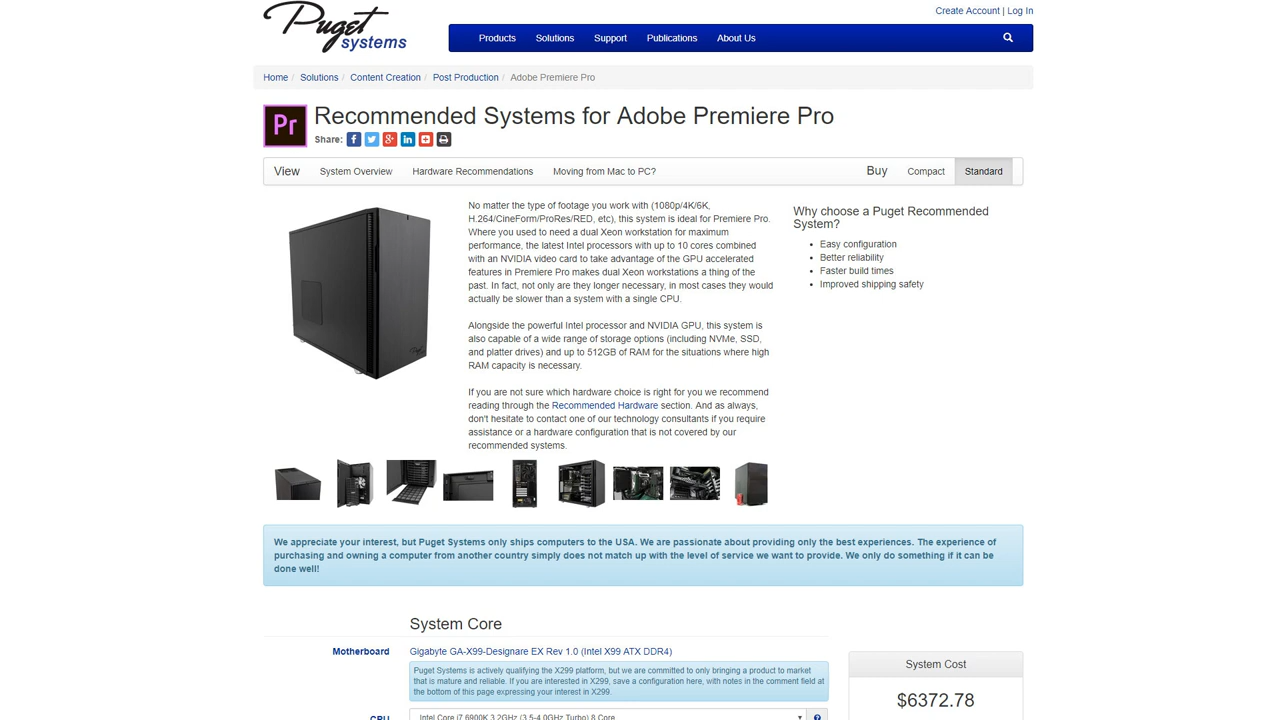 Puget systems
Create Account | Log In
Products Solutions Support Publications About Us
Home / Solutions / Content Creation / Post Production / Adobe Premiere Pro
Pr
Recommended Systems for Adobe Premiere Pro
Share:
View System Overview Hardware Recommendations Moving from Mac to PC? Buy Compact Standard
No matter the type of footage you work with (1080p/4K/6K,
H.264/CineForm/ProRes/RED, etc), this system is ideal for Premiere Pro.
Where you used to need a dual Xeon workstation for maximum
performance, the latest Intel processors with up to 10 cores combined
with an NVIDIA video card to take advantage of the GPU accelerated
features in Premiere Pro makes dual Xeon workstations a thing of the
past. In fact, not only are they longer necessary, in most cases they would
actually be slower than a system with a single CPU.
Alongside the powerful Intel processor and NVIDIA GPU, this system is
also capable of a wide range of storage options (including NVMe, SSD,
and platter drives) and up to 512GB of RAM for the situations where high
RAM capacity is necessary.
If you are not sure which hardware choice is right for you we recommend
reading through the Recommended Hardware section. And as always,
don't hesitate to contact one of our technology consultants if you require
assistance or a hardware configuration that is not covered by our
recommended systems.
Why choose a Puget Recommended
System?
• Easy configuration
• Better reliability
• Faster build times
• Improved shipping safety
We appreciate your interest, but Puget Systems only ships computers to the USA. We are passionate about providing only the best experiences. The experience of
purchasing and owning a computer from another country simply does not match up with the level of service we want to provide. We only do something if it can be
done well!
System Core
Motherboard Gigabyte GA-X99-Designare EX Rev 1.0 (Intel X99 ATX DDR4)
Puget Systems is actively qualifying the X299 platform, but we are committed to only bringing a product to market
that is mature and reliable. If you are interested in X299, save a configuration here, with notes in the comment field at
the bottom of this page expressing your interest in X299.
CPU Intel Core i7 6900K 3.2GHz (3.5-4.0GHz Turbo) 8 Core
System Cost
$6372.78